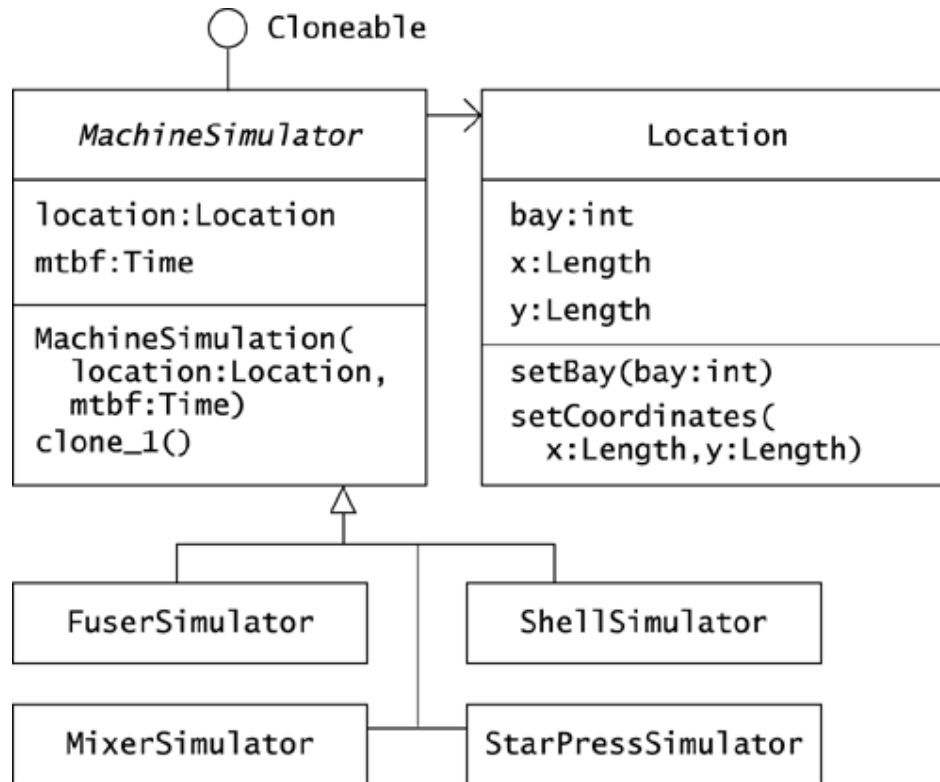 Cloneable
MachineSimulator
location:Location
mtbf:Time
MachineSimulation(
location:Location,
mtbf:Time)
clone_1()
Location
bay:int
x:Length
y:Length
setBay(bay:int)
setCoordinates(
x:Length,y:Length)
FuserSimulator
ShellSimulator
MixerSimulator
StarPressSimulator